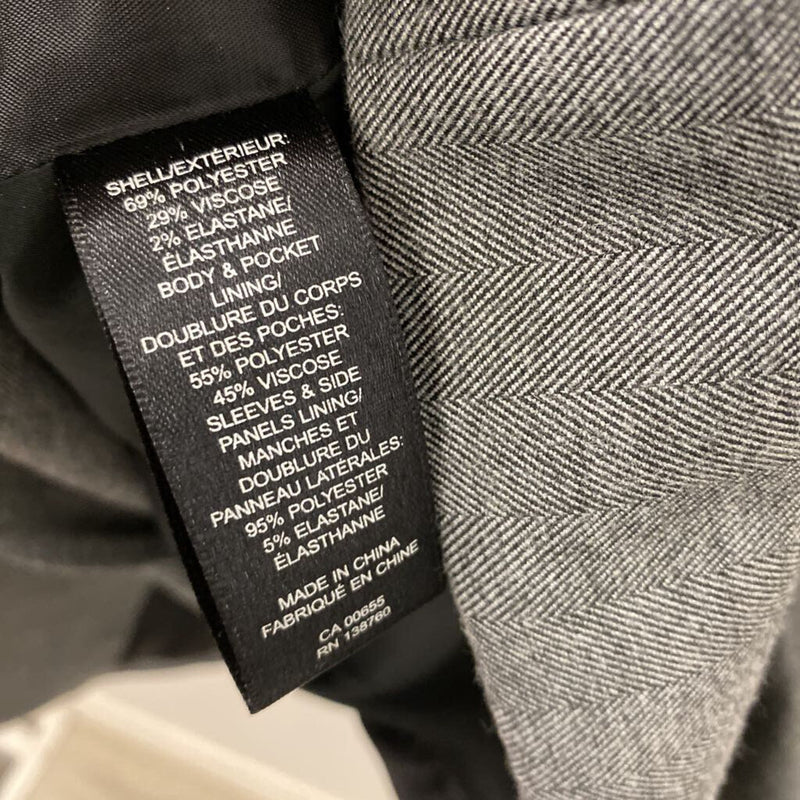 SHELL/EXTÉRIEUR:
69% POLYESTER
29% VISCOSE
2% ELASTANE/
ÉLASTHANNE
BODY & POCKET
LINING/
DOUBLURE DU CORPS
ET DES POCHES:
55% POLYESTER
45% VISCOSE
SLEEVES & SIDE
PANELS LINING/
MANCHES ET
DOUBLURE DU
PANNEAU LATÉRALES:
95% POLYESTER
5% ELASTANE/
ÉLASTHANNE
MADE IN CHINA
FABRIQUÉ EN CHINE
CA 00655
RN 138760